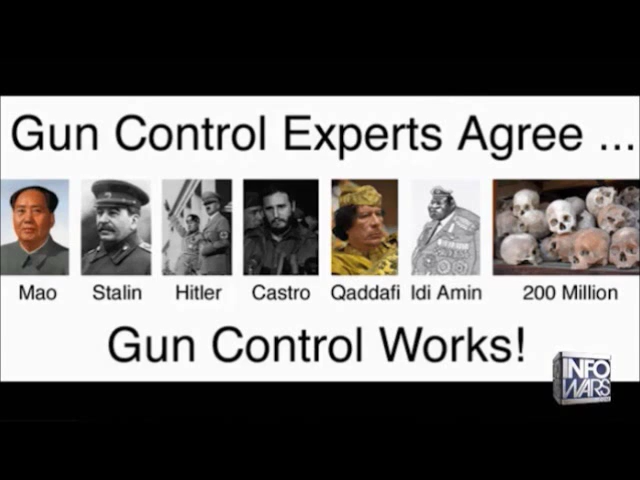 Gun Control Experts Agree ...
Mao Stalin Hitler Castro Qaddafi Idi Amin 200 Million
Gun Control Works!
INFO
WARS